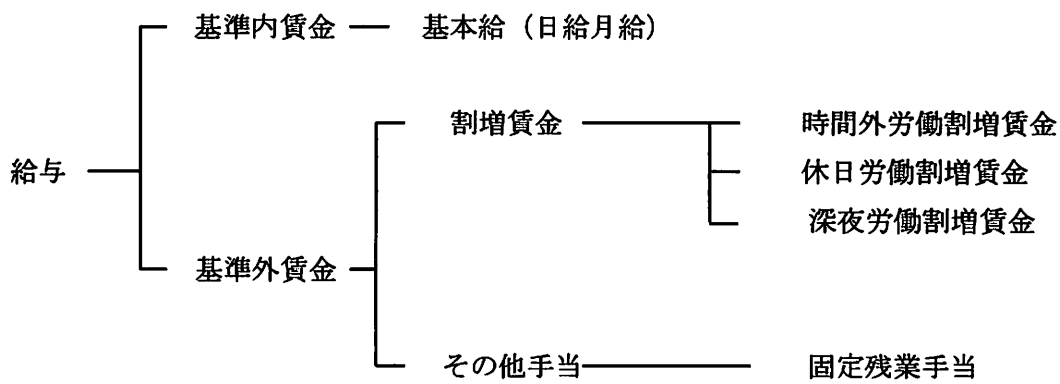 基準内賃金 基本給（日給月給）
割増賃金 時間外労働割増賃金
給与 休日労働割増賃金
深夜労働割増賃金
基準外賃金
その他手当 固定残業手当